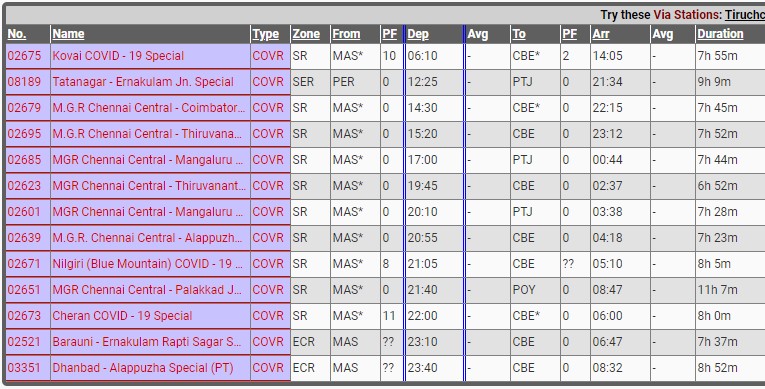 Try these Via Stations: Tiruchc
No. Name Type Zone From PF Dep Avg To PF Arr Avg Duration
02675 Kovai COVID - 19 Special COVR SR MAS* 10 06:10 - CBE* 2 14:05 - 7h 55m
08189 Tatanagar - Ernakulam Jn. Special COVR SER PER 0 12:25 - PTJ 0 21:34 - 9h 9m
02679 M.G.R Chennai Central - Coimbator... COVR SR MAS* 0 14:30 - CBE* 0 22:15 - 7h 45m
02695 M.G.R Chennai Central - Thiruvana... COVR SR MAS* 0 15:20 - CBE 0 23:12 - 7h 52m
02685 MGR Chennai Central - Mangaluru ... COVR SR MAS* 0 17:00 - PTJ 0 00:44 - 7h 44m
02623 MGR Chennai Central - Thiruvanant... COVR SR MAS* 0 19:45 - CBE 0 02:37 - 6h 52m
02601 MGR Chennai Central - Mangaluru ... COVR SR MAS* 0 20:10 - PTJ 0 03:38 - 7h 28m
02639 M.G.R. Chennai Central - Alappuzh... COVR SR MAS* 0 20:55 - CBE 0 04:18 - 7h 23m
02671 Nilgiri (Blue Mountain) COVID - 19 ... COVR SR MAS* 8 21:05 - CBE ?? 05:10 - 8h 5m
02651 MGR Chennai Central - Palakkad J... COVR SR MAS* 0 21:40 - POY 0 08:47 - 11h 7m
02673 Cheran COVID - 19 Special COVR SR MAS* 11 22:00 - CBE* 0 06:00 - 8h 0m
02521 Barauni - Ernakulam Rapti Sagar S... COVR ECR MAS ?? 23:10 - CBE 0 06:47 - 7h 37m
03351 Dhanbad - Alappuzha Special (PT) COVR ECR MAS ?? 23:40 - CBE 0 08:32 - 8h 52m